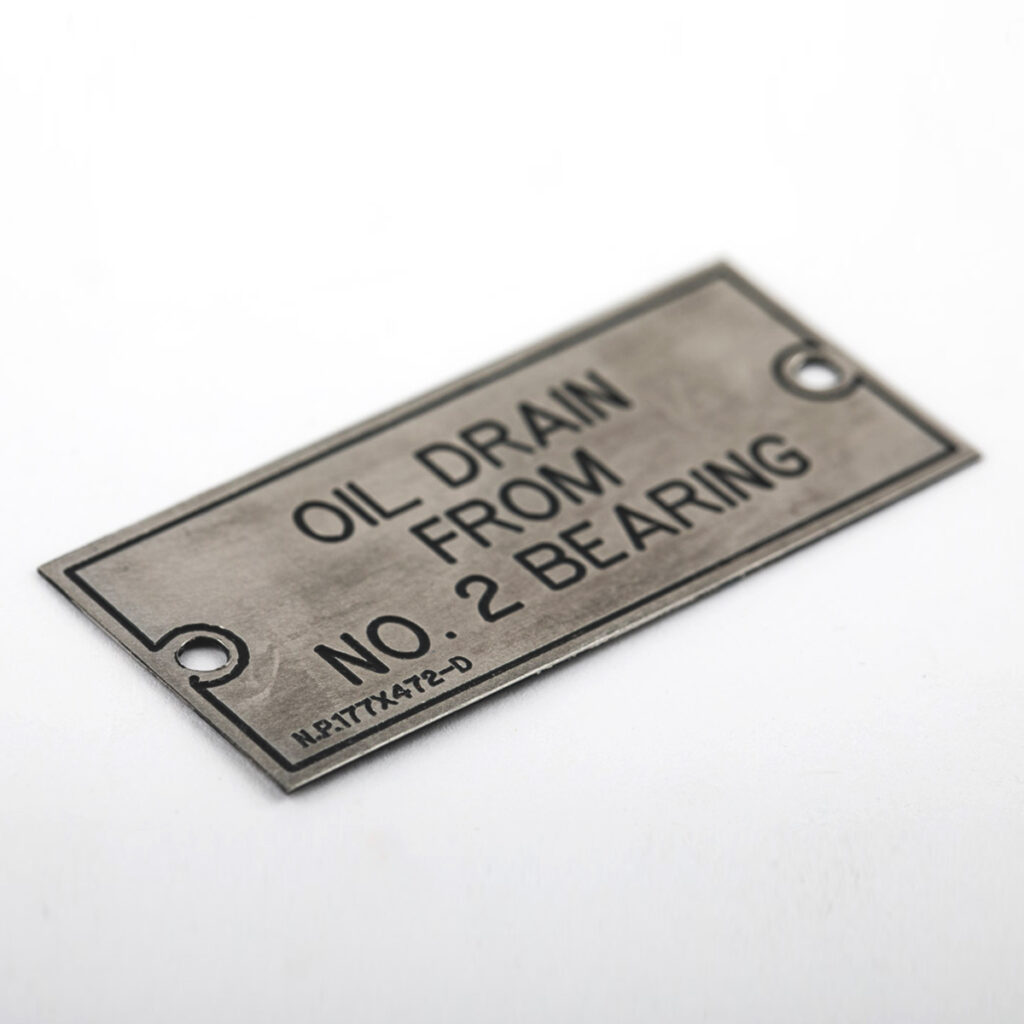 OIL DRAIN
FROM
NO. 2 BEARING
N.P.177X472-D